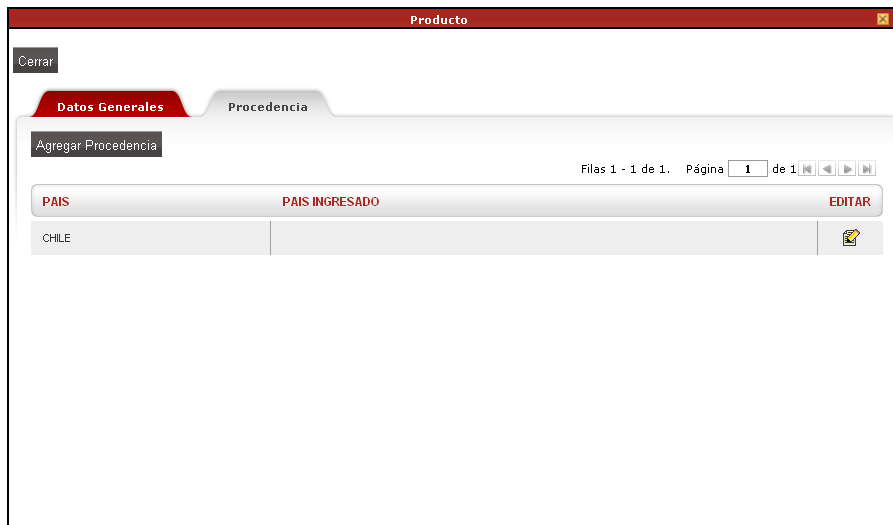 Producto
Cerrar
Datos Generales Procedencia
Agregar Procedencia
Filas 1 - 1 de 1. Página 1 de 1
PAIS PAIS INGRESADO EDITAR
CHILE